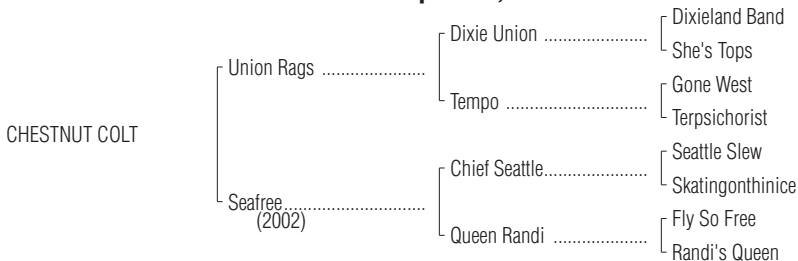 Dixieland Band
Dixie Union ........................
She's Tops
Union Rags ........................
Gone West
Tempo ................................
Terpsichorist
CHESTNUT COLT
Seattle Slew
Chief Seattle........................
Skatingonthinice
Seafree................................
(2002)
Fly So Free
Queen Randi ......................
Randi's Queen